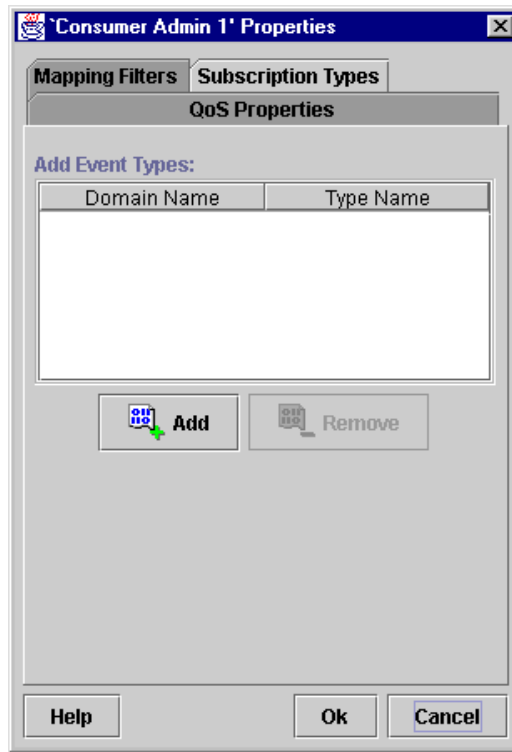 `Consumer Admin 1' Properties
Mapping Filters Subscription Types
QoS Properties
Add Event Types:
Domain Name Type Name
Add Remove
Help Ok Cancel